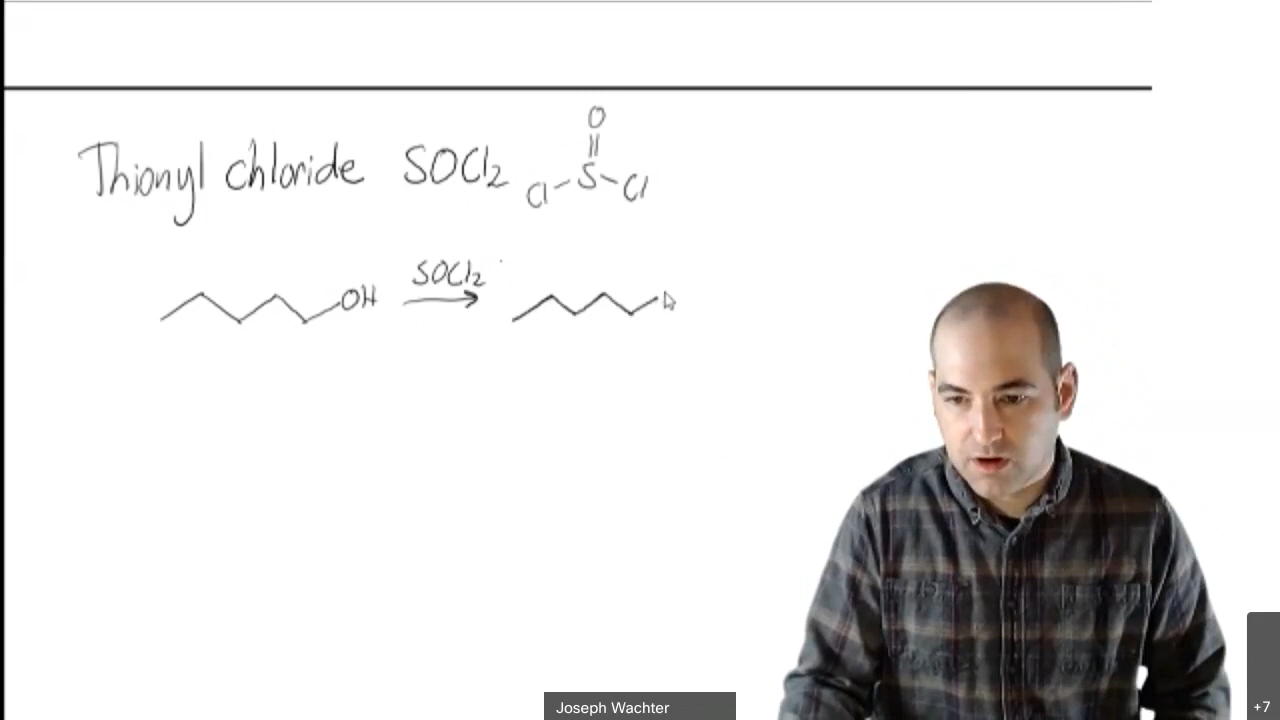 Thionyl chloride SOCl2
O
Cl S Cl
SOCl2
OH
Joseph Wachter
+7